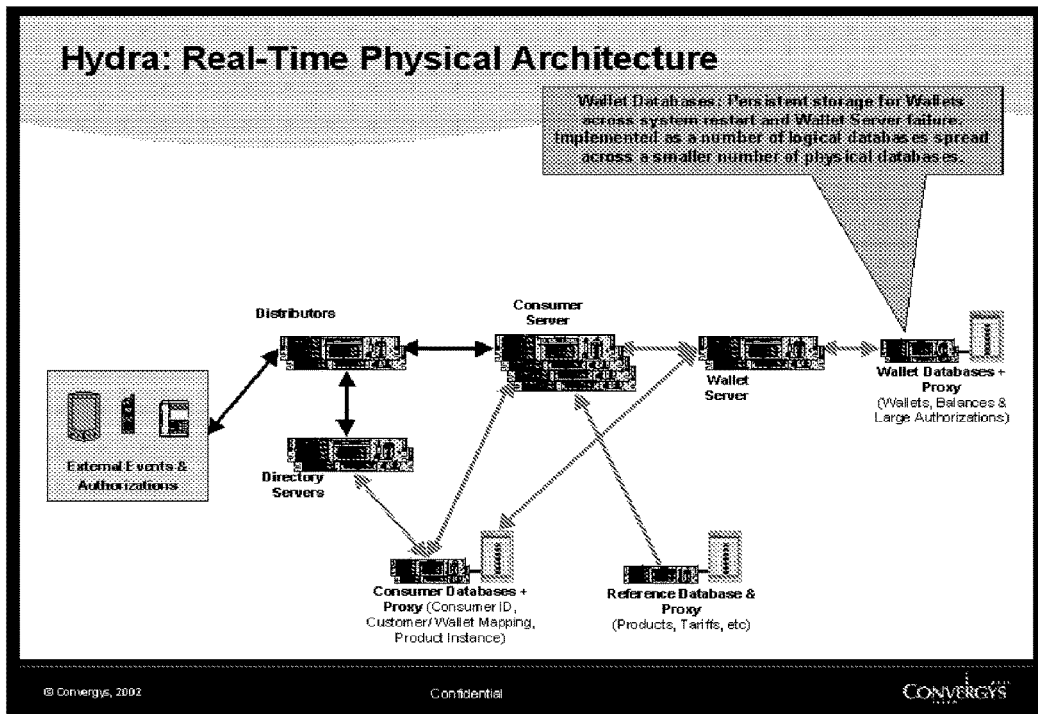 Hydra: Real-Time Physical Architecture
Wallet Databases: Persistent storage for Wallets
across system restart and Wallet Server failure.
Implemented as a number of logical databases spread
across a smaller number of physical databases.
Distributors
Consumer
Server
Wallet
Server
Wallet Databases +
Proxy
(Wallets, Balances &
Large Authorizations)
External Events &
Authorizations
Directory
Servers
Consumer Databases +
Proxy (Consumer ID,
Customer/ Wallet Mapping,
Product Instance)
Reference Database &
Proxy
(Products, Tariffs, etc)
© Convergys, 2002
Confidential
CONVERGYS